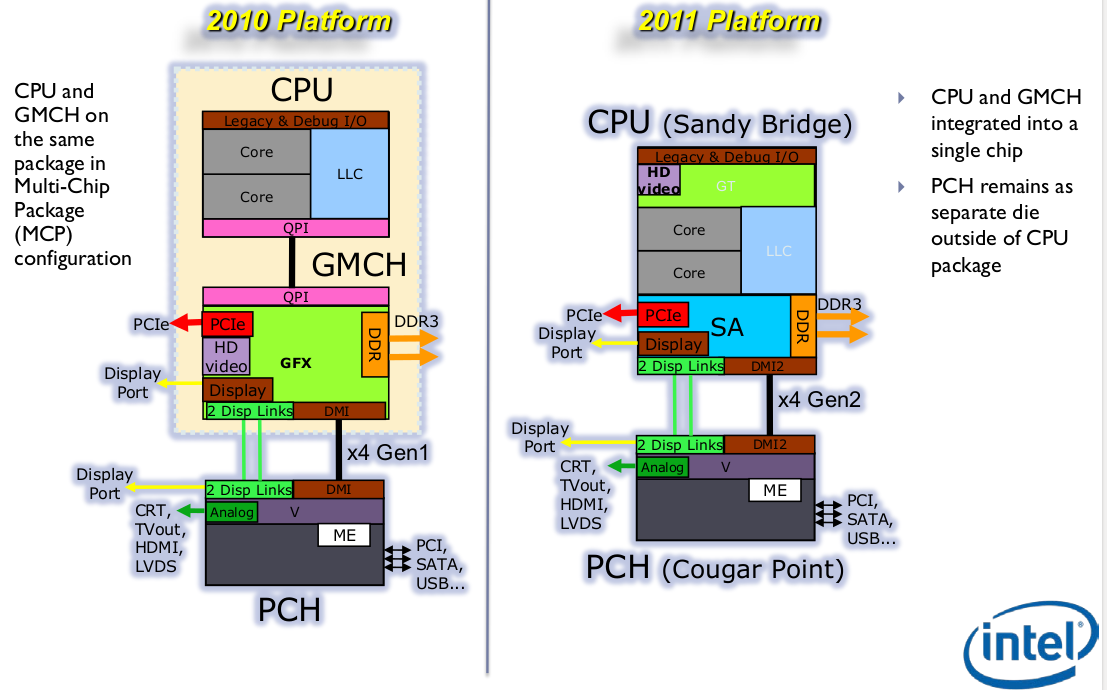 2010 Platform
CPU and
GMCH on
the same
package in
Multi-Chip
Package
(MCP)
configuration
CPU
Legacy & Debug I/O
Core
LLC
Core
QPI
GMCH
QPI
PCIe
PCIe
HD
video
GFX
DDR
DDR3
Display
Port
Display
2 Disp Links
DMI
x4 Gen1
Display
Port
2 Disp Links
DMI
CRT,
TVout,
HDMI,
LVDS
Analog
V
ME
PCI,
SATA,
USB...
PCH
2011 Platform
CPU (Sandy Bridge)
Legacy & Debug I/O
HD
video
GT
Core
LLC
Core
PCIe
PCIe
SA
DDR
DDR3
Display
Port
Display
2 Disp Links
DMI2
x4 Gen2
Display
Port
2 Disp Links
DMI2
CRT,
TVout,
HDMI,
LVDS
Analog
V
ME
PCI,
SATA,
USB...
PCH (Cougar Point)
CPU and GMCH
integrated into a
single chip
PCH remains as
separate die
outside of CPU
package
intel®